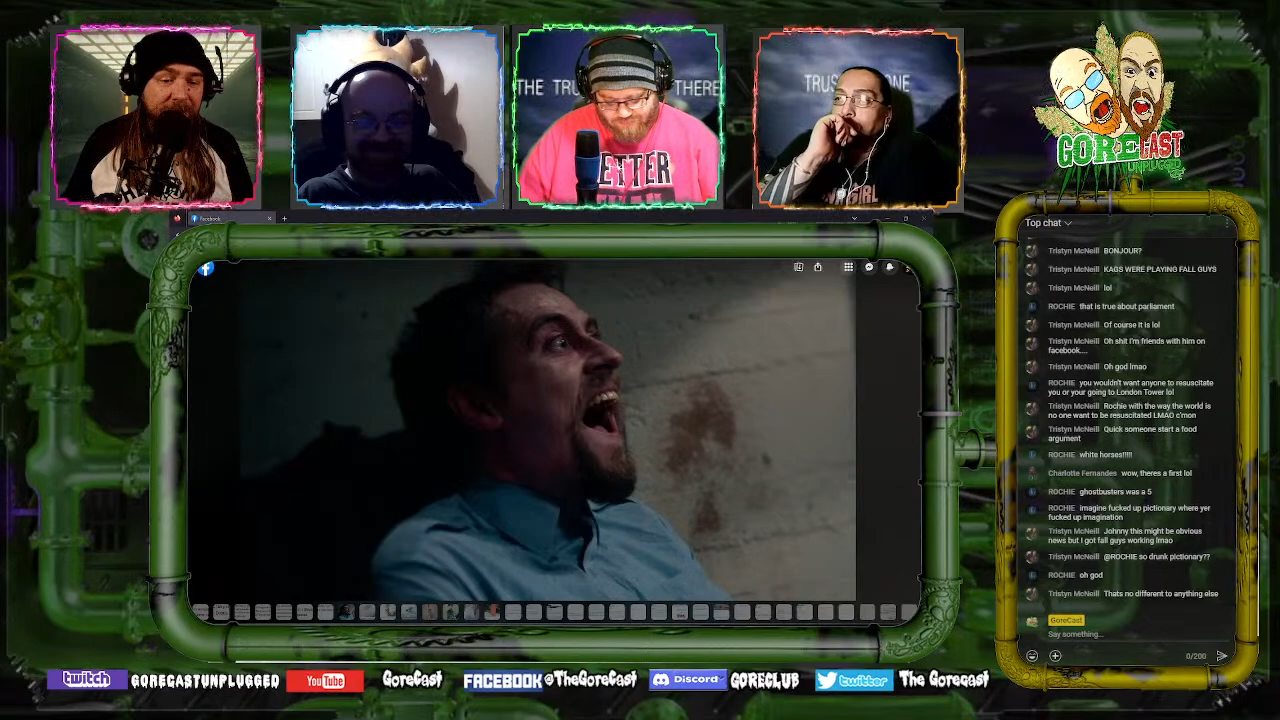 THE TRU
THERE
TRUS
ONE
ETTER
GORECAST
UNPLUGGED
facebook
Top chat
Tristyn McNeill BONJOUR?
Tristyn McNeill KAGS WERE PLAYING FALL GUYS
Tristyn McNeill lol
ROCHIE that is true about parliament
Tristyn McNeill Of course it is lol
Tristyn McNeill Oh shit I'm friends with him on
facebook....
Tristyn McNeill Oh god lmao
ROCHIE you wouldn't want anyone to resuscitate
you or your going to London Tower lol
Tristyn McNeill Rochie with the way the world is
no one want to be resuscitated LMAO c'mon
Tristyn McNeill Quick someone start a food
argument
ROCHIE white horses!!!!!
Charlotte Fernandes wow, theres a first lol
ROCHIE ghostbusters was a 5
ROCHIE imagine fucked up pictionary where yer
fucked up imagination
Tristyn McNeill Johnny this might be obvious
news but I got fall guys working lmao
Tristyn McNeill @ROCHIE so drunk pictionary??
ROCHIE oh god
Tristyn McNeill Thats no different to anything else
GoreCast
Say something...
0/200
twitch GORECASTUNPLUGGED YouTube GoreCast FACEBOOK @TheGoreCast Discord GORECLUB twitter The Gorecast